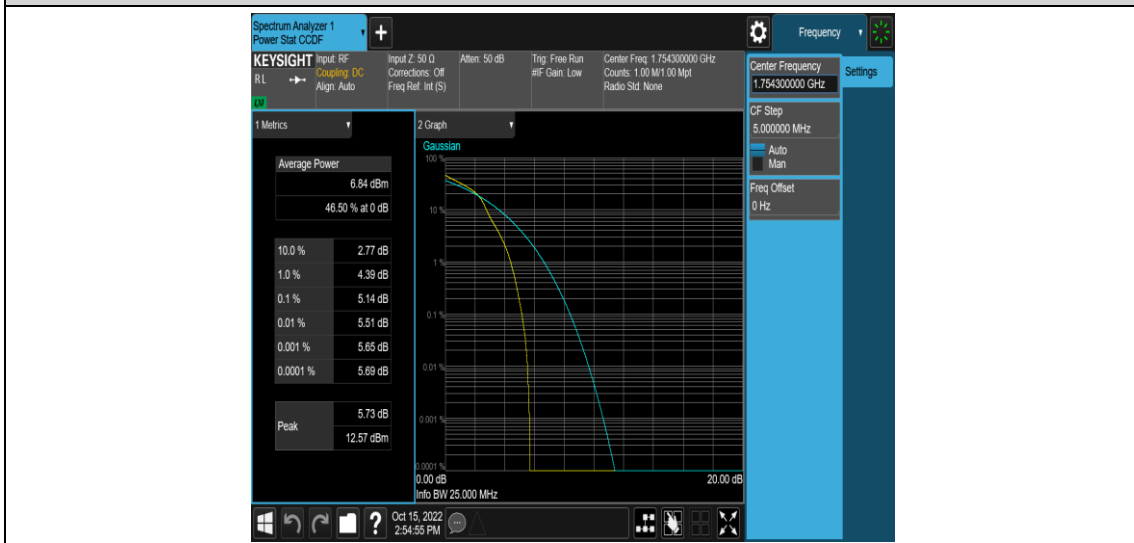 Spectrum Analyzer 1
Power Stat CCDF
Frequency
KEYSIGHT
RL
Input: RF
Coupling: DC
Align: Auto
Input Z: 50 Ω
Corrections: Off
Freq Ref: Int (S)
Atten: 50 dB
Trig: Free Run
#IF Gain: Low
Center Freq: 1.754300000 GHz
Counts: 1.00 M/1.00 Mpt
Radio Std: None
Center Frequency
1.754300000 GHz
Settings
CF Step
5.000000 MHz
Auto
Man
Freq Offset
0 Hz
1 Metrics
Average Power
6.84 dBm
46.50 % at 0 dB
10.0 % 2.77 dB
1.0 % 4.39 dB
0.1 % 5.14 dB
0.01 % 5.51 dB
0.001 % 5.65 dB
0.0001 % 5.69 dB
Peak
5.73 dB
12.57 dBm
2 Graph
Gaussian
100 %
10 %
1 %
0.1 %
0.01 %
0.001 %
0.0001 %
0.00 dB 20.00 dB
Info BW 25.000 MHz
Oct 15, 2022
2:54:55 PM